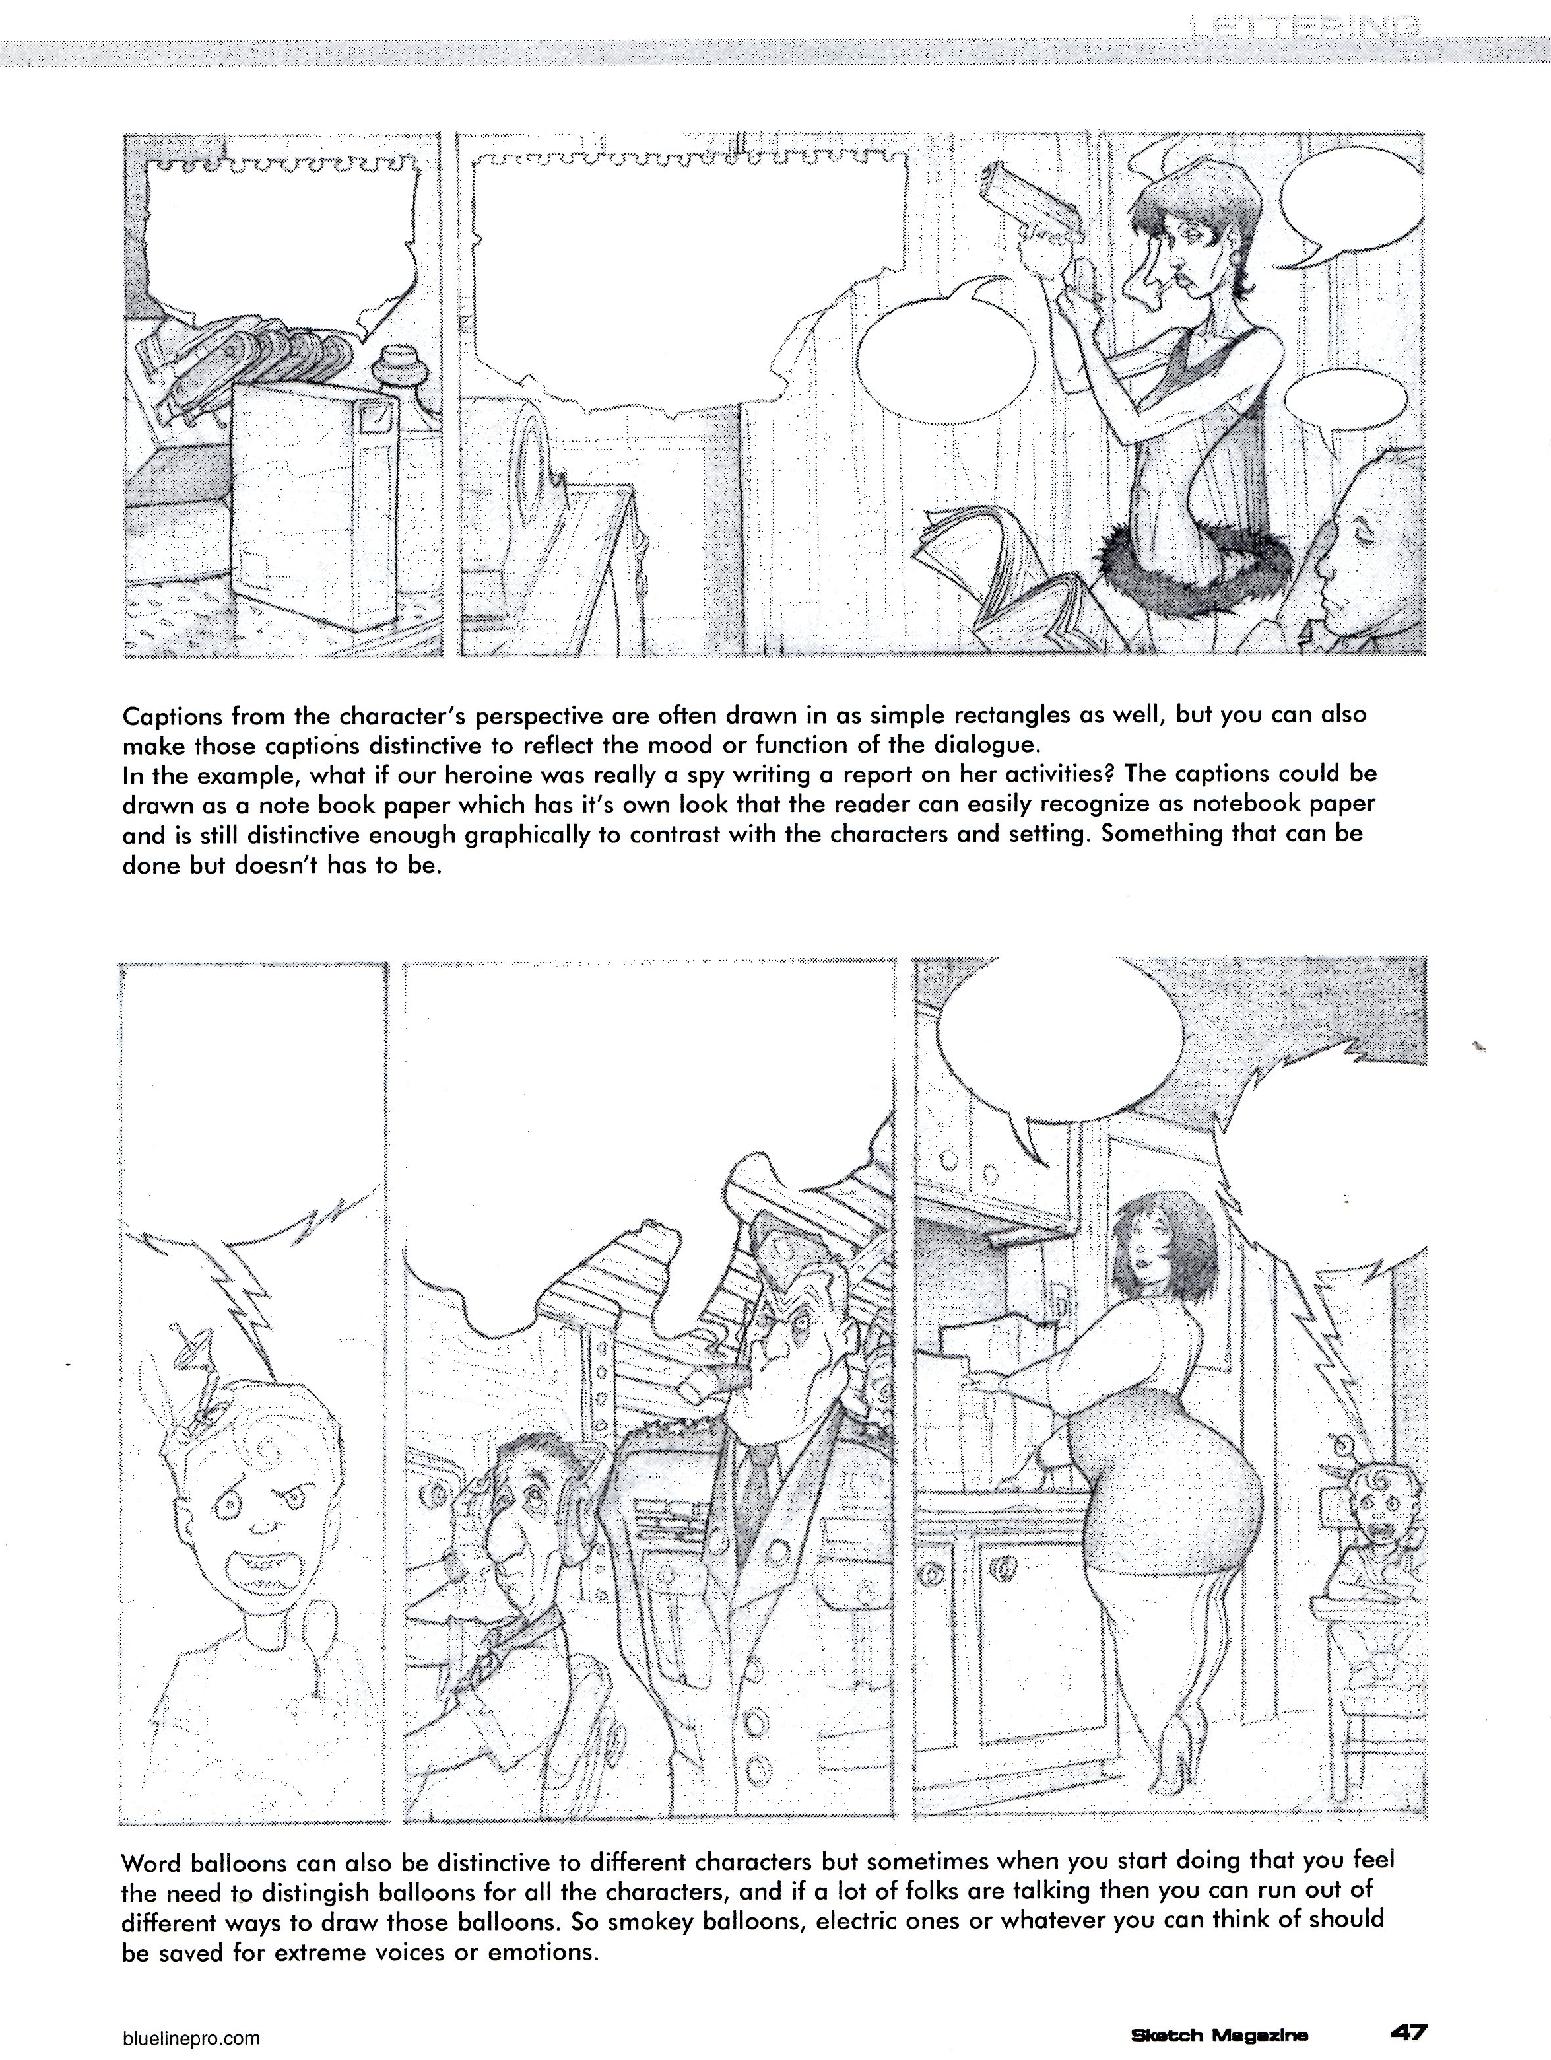 LETTERING
Captions from the character's perspective are often drawn in as simple rectangles as well, but you can also
make those captions distinctive to reflect the mood or function of the dialogue.
In the example, what if our heroine was really a spy writing a report on her activities? The captions could be
drawn as a note book paper which has it's own look that the reader can easily recognize as notebook paper
and is still distinctive enough graphically to contrast with the characters and setting. Something that can be
done but doesn't has to be.
Word balloons can also be distinctive to different characters but sometimes when you start doing that you feel
the need to distingish balloons for all the characters, and if a lot of folks are talking then you can run out of
different ways to draw those balloons. So smokey balloons, electric ones or whatever you can think of should
be saved for extreme voices or emotions.
bluelinepro.com
Sketch Magazine 47